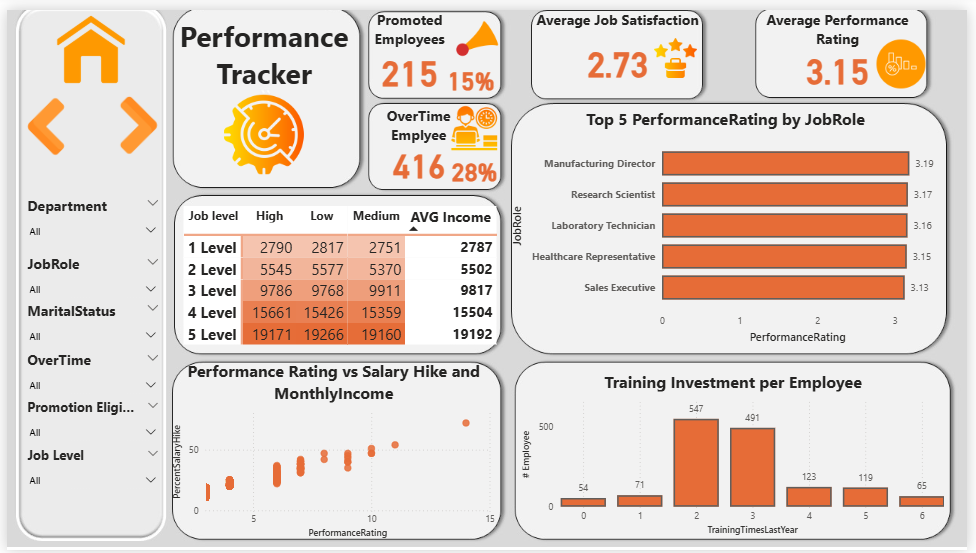 Performance
Tracker
Promoted
Employees
215 15%
OverTime
Emplyee
416 28%
Average Job Satisfaction
2.73
Average Performance
Rating
3.15
%
Department
All
JobRole
All
MaritalStatus
All
OverTime
All
Promotion Eligi...
All
Job Level
All
Job level High Low Medium AVG Income
1 Level 2790 2817 2751 2787
2 Level 5545 5577 5370 5502
3 Level 9786 9768 9911 9817
4 Level 15661 15426 15359 15504
5 Level 19171 19266 19160 19192
Top 5 PerformanceRating by JobRole
JobRole
Manufacturing Director 3.19
Research Scientist 3.17
Laboratory Technician 3.16
Healthcare Representative 3.15
Sales Executive 3.13
0 1 2 3
PerformanceRating
Performance Rating vs Salary Hike and
MonthlyIncome
PercentSalaryHike
50
0
5 10 15
PerformanceRating
Training Investment per Employee
# Employee
500
0
54 71 547 491 123 119 65
0 1 2 3 4 5 6
TrainingTimesLastYear